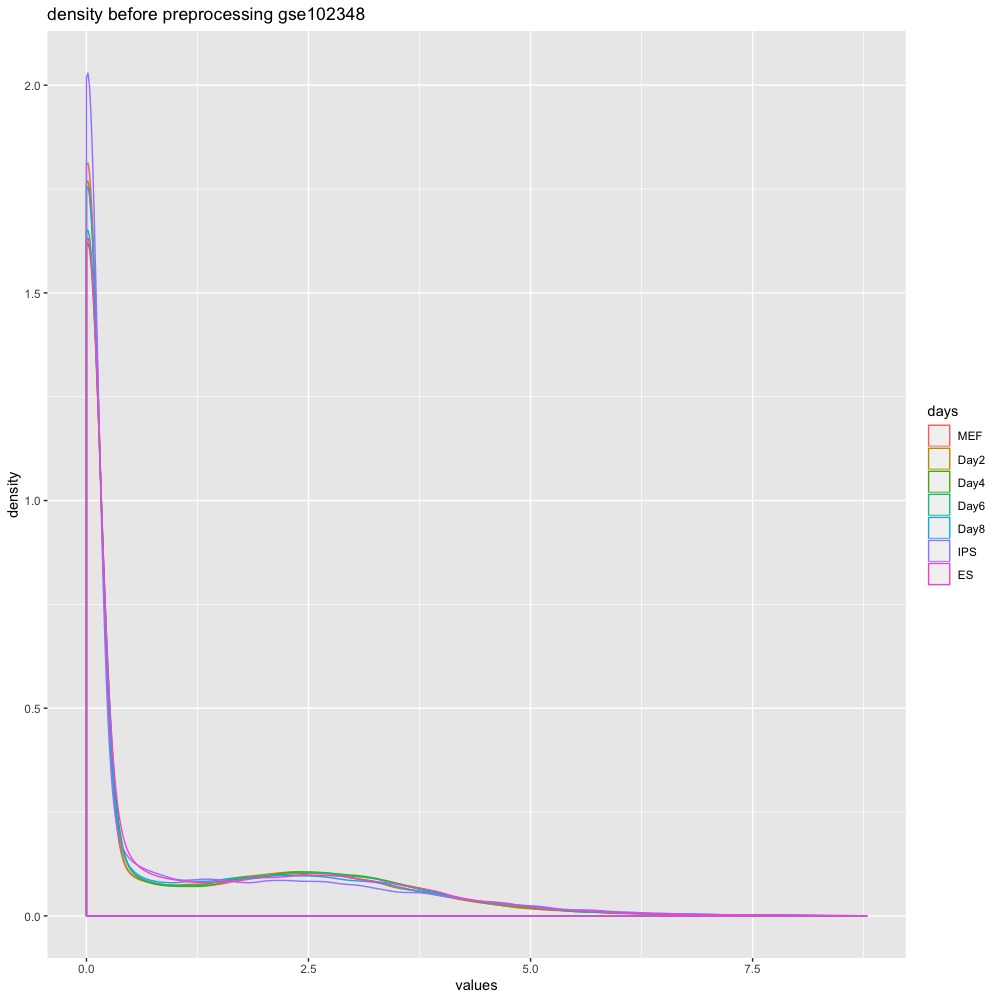 density before preprocessing gse102348
2.0
1.5
1.0
0.5
0.0
density
0.0 2.5 5.0 7.5
values
days
MEF
Day2
Day4
Day6
Day8
IPS
ES